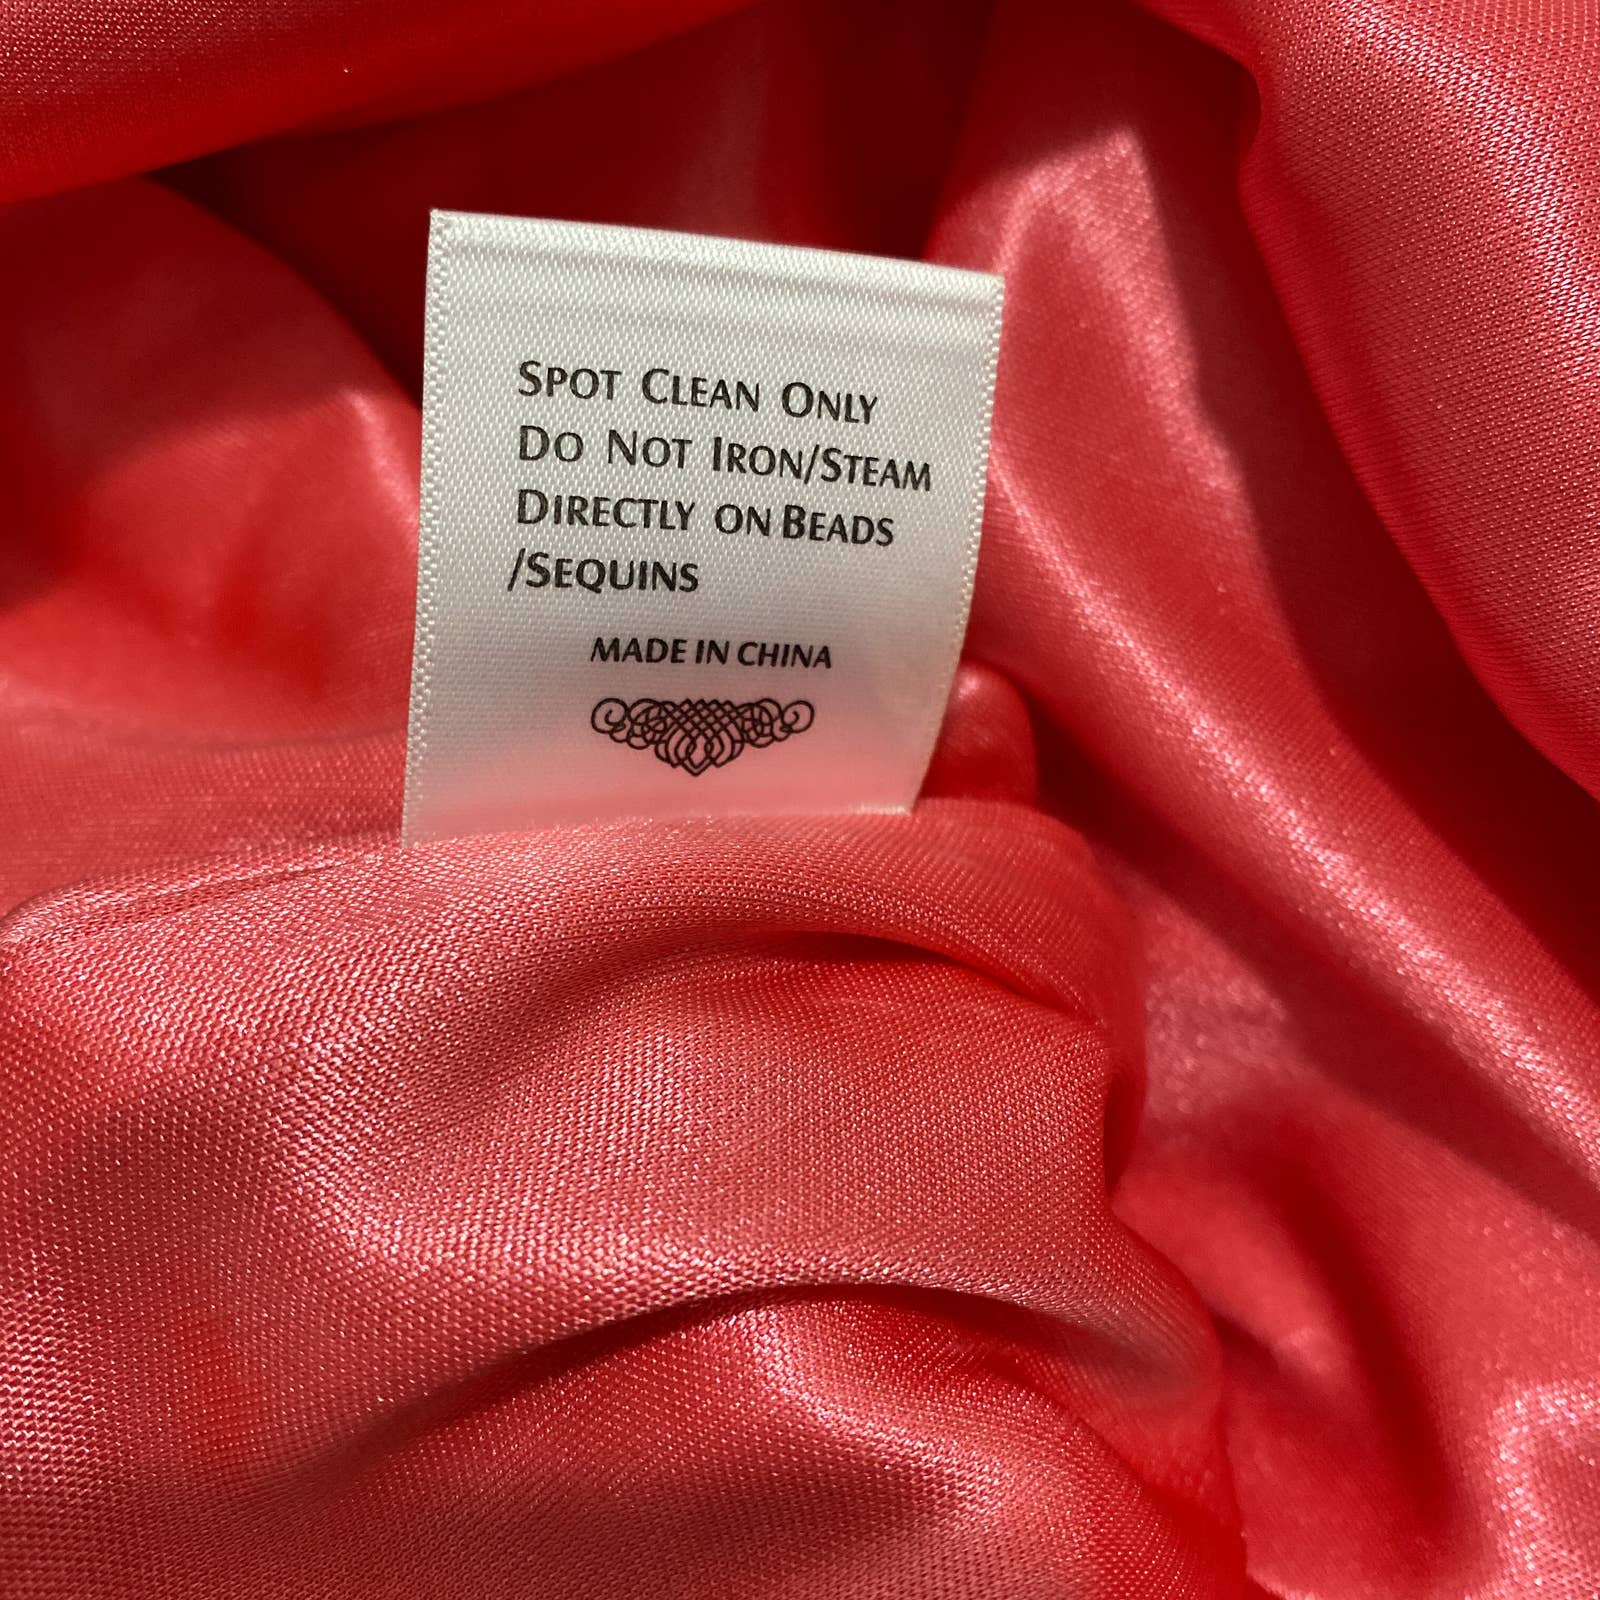 SPOT CLEAN ONLY
DO NOT IRON/STEAM
DIRECTLY ON BEADS
/SEQUINS
MADE IN CHINA